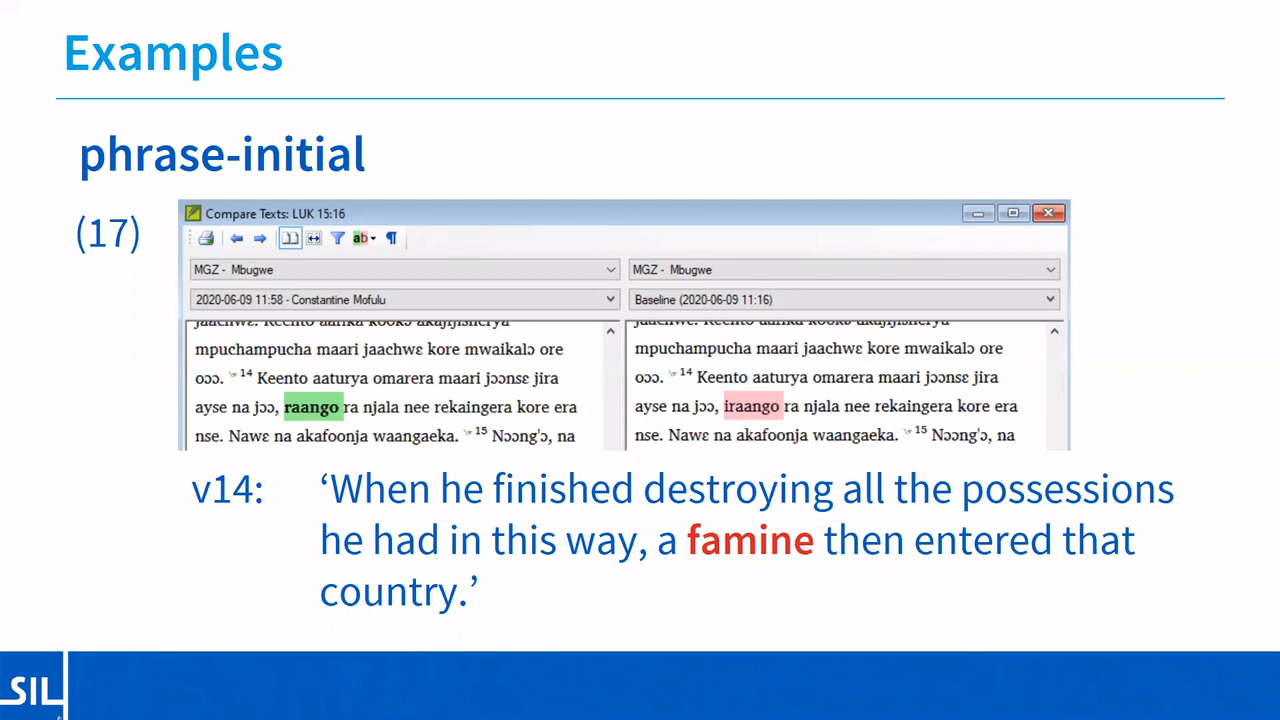 Examples
phrase-initial
(17)
Compare Texts: LUK 15:16
ab
MGZ - Mbugwe
MGZ - Mbugwe
2020-06-09 11:58 - Constantine Mofulu
Baseline (2020-06-09 11:16)
mpuchampucha maari jaachwɛ kore mwaikalɔ ore
ɔɔɔ. 14 Keento aaturya omarera maari jɔɔnsɛ jira
ayse na jɔɔ, raango ra njala nee rekaingera kore era
nse. Nawɛ na akafoonja waangaeka. 15 Nɔɔng'ɔ, na
mpuchampucha maari jaachwɛ kore mwaikalɔ ore
ɔɔɔ. 14 Keento aaturya omarera maari jɔɔnsɛ jira
ayse na jɔɔ, iraango ra njala nee rekaingera kore era
nse. Nawɛ na akafoonja waangaeka. 15 Nɔɔng'ɔ, na
v14: ‘When he finished destroying all the possessions
he had in this way, a famine then entered that
country.’
SIL